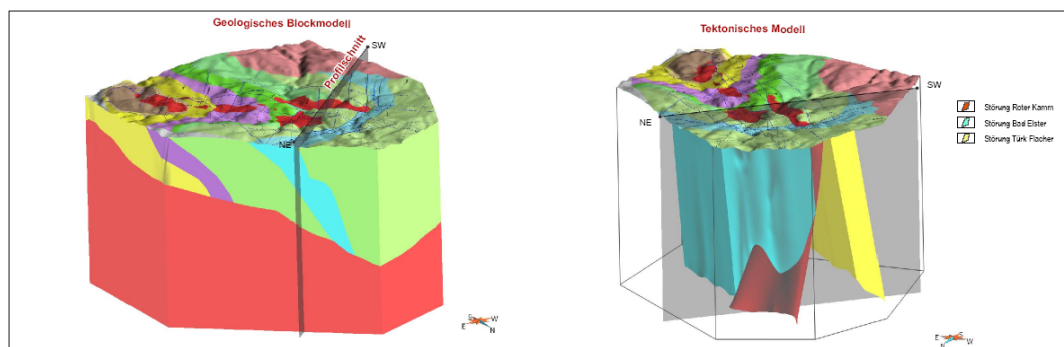 Geologisches Blockmodell
SW
Profilschnitt
NE
E
S
W
N
Tektonisches Modell
SW
NE
Störung Roter Kamm
Störung Bad Elster
Störung Türk Flacher
E
S
N
W